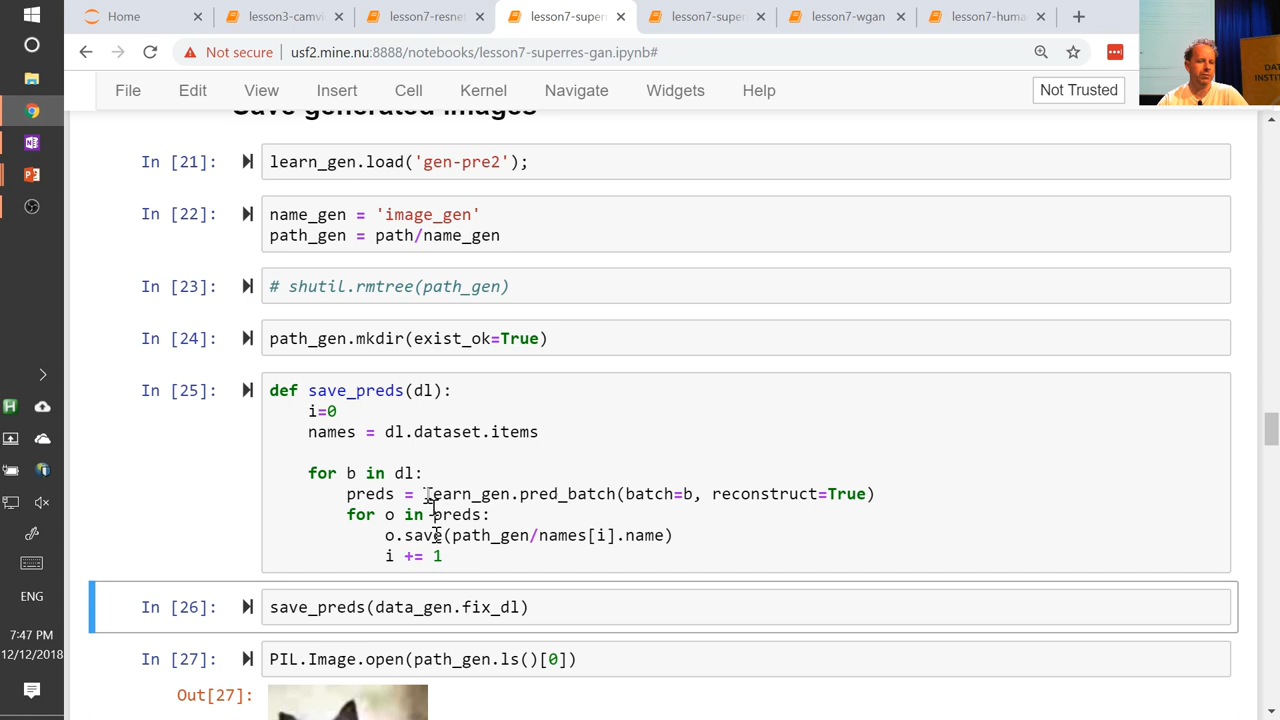 Home
lesson3-camvi
lesson7-resne
lesson7-super
lesson7-supe
lesson7-wgan
lesson7-huma
Not secure | usf2.mine.nu:8888/notebooks/lesson7-superres-gan.ipynb#
File Edit View Insert Cell Kernel Navigate Widgets Help Not Trusted
Save generated images
In [21]: learn_gen.load('gen-pre2');
In [22]: name_gen = 'image_gen'
path_gen = path/name_gen
In [23]: # shutil.rmtree(path_gen)
In [24]: path_gen.mkdir(exist_ok=True)
In [25]: def save_preds(dl):
i=0
names = dl.dataset.items
for b in dl:
preds = learn_gen.pred_batch(batch=b, reconstruct=True)
for o in preds:
o.save(path_gen/names[i].name)
i += 1
In [26]: save_preds(data_gen.fix_dl)
In [27]: PIL.Image.open(path_gen.ls()[0])
Out[27]:
ENG
7:47 PM
12/12/2018